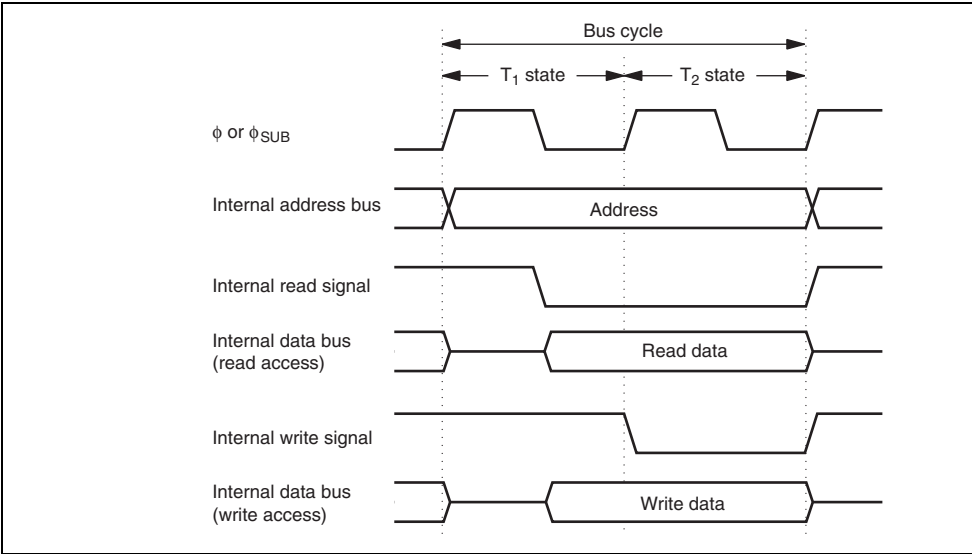 Bus cycle
T₁ state
T₂ state
ϕ or ϕSUB
Internal address bus
Address
Internal read signal
Internal data bus
(read access)
Read data
Internal write signal
Internal data bus
(write access)
Write data